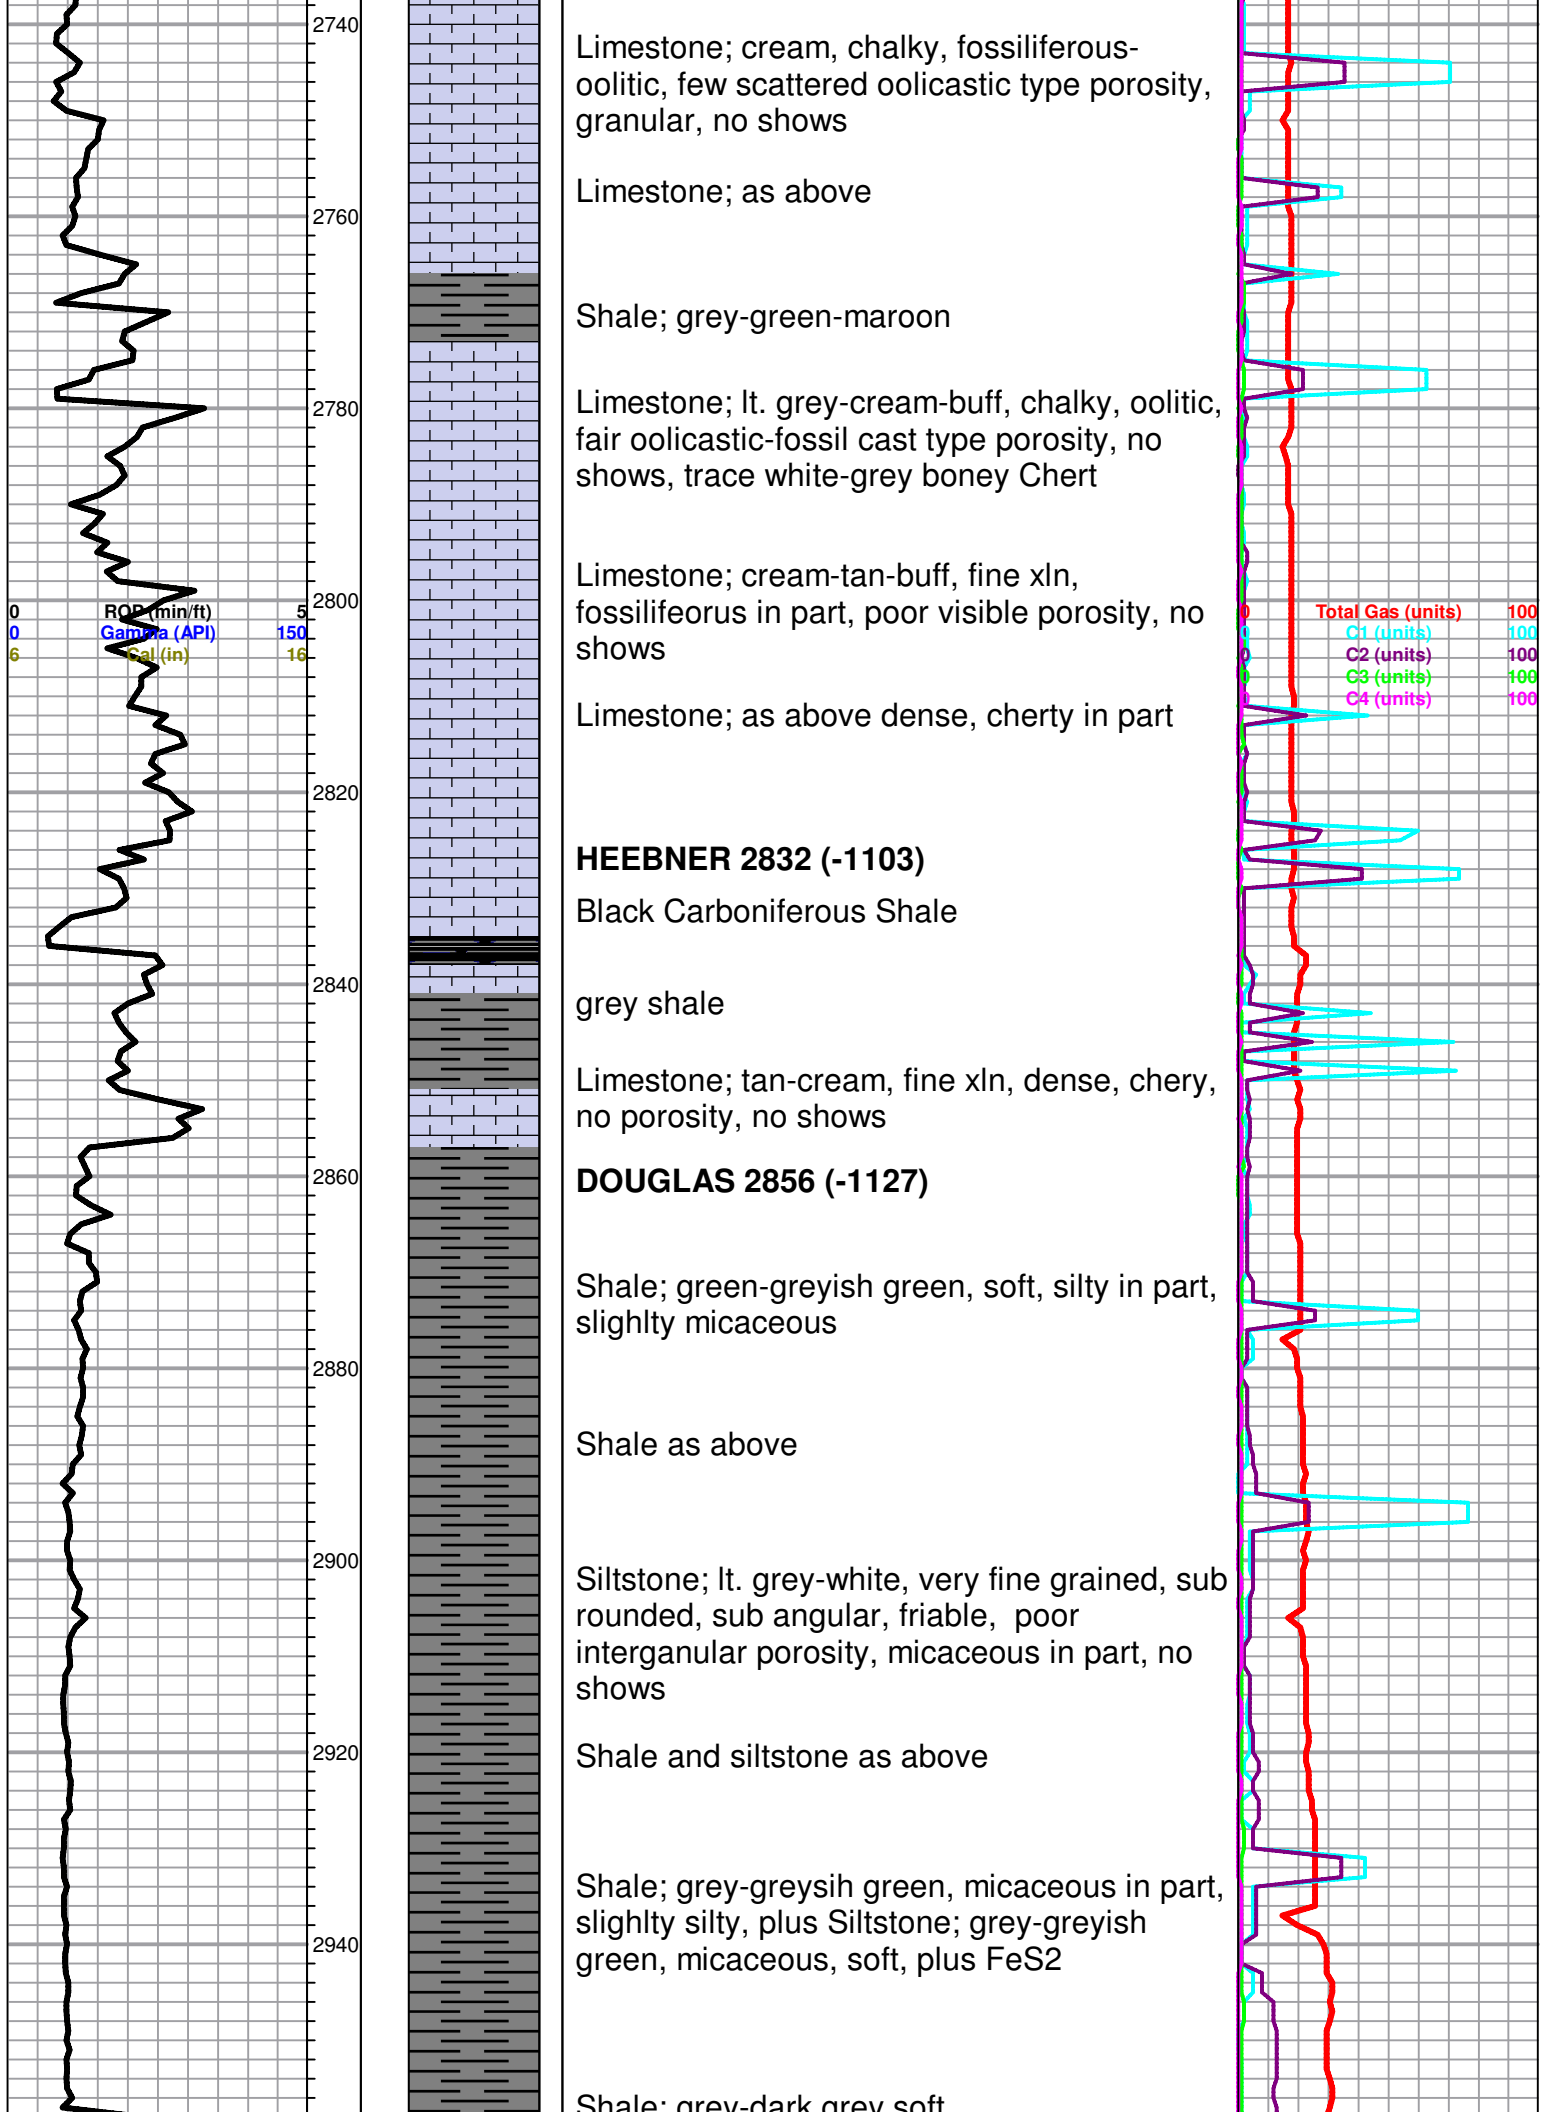 2740
Limestone; cream, chalky, fossiliferous-
oolitic, few scattered oolicastic type porosity,
granular, no shows
Limestone; as above
2760
Shale; grey-green-maroon
2780
Limestone; lt. grey-cream-buff, chalky, oolitic,
fair oolicastic-fossil cast type porosity, no
shows, trace white-grey boney Chert
Limestone; cream-tan-buff, fine xln,
fossilifeorus in part, poor visible porosity, no
shows
2800
0 ROP (min/ft) 5
0 Gamma (API) 150
6 Cal (in) 16
0 Total Gas (units) 100
0 C1 (units) 100
0 C2 (units) 100
0 C3 (units) 100
0 C4 (units) 100
Limestone; as above dense, cherty in part
2820
HEEBNER 2832 (-1103)
Black Carboniferous Shale
2840
grey shale
Limestone; tan-cream, fine xln, dense, chery,
no porosity, no shows
2860
DOUGLAS 2856 (-1127)
Shale; green-greyish green, soft, silty in part,
slighlty micaceous
2880
Shale as above
2900
Siltstone; lt. grey-white, very fine grained, sub
rounded, sub angular, friable,  poor
interganular porosity, micaceous in part, no
shows
2920
Shale and siltstone as above
Shale; grey-greysih green, micaceous in part,
slighlty silty, plus Siltstone; grey-greyish
green, micaceous, soft, plus FeS2
2940
Shale; grey-dark grey soft